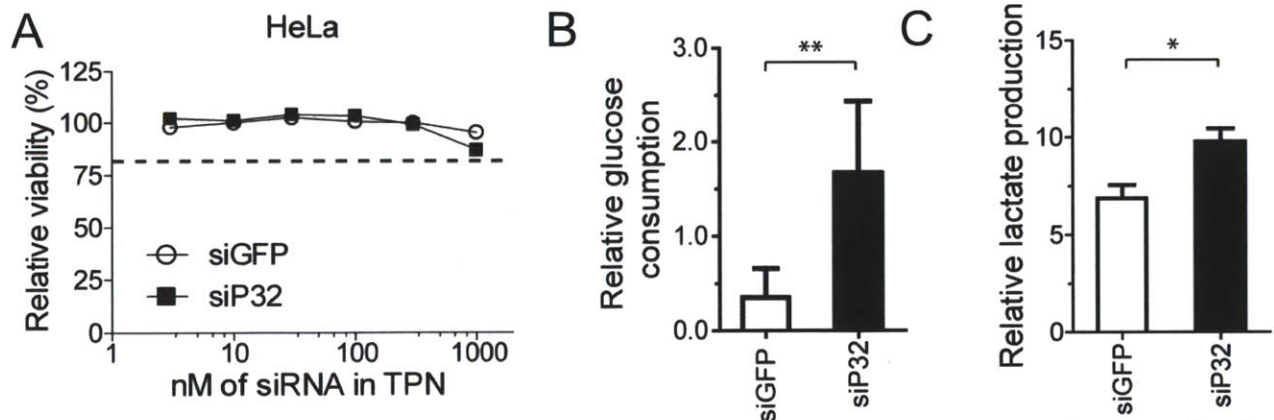 A
HeLa
Relative viability (%)
125
100
75
50
25
0
siGFP
siP32
1
10
100
1000
nM of siRNA in TPN
B
Relative glucose
consumption
3.0
2.0
1.0
0.0
**
siGFP
siP32
C
Relative lactate production
15
10
5
0
*
siGFP
siP32